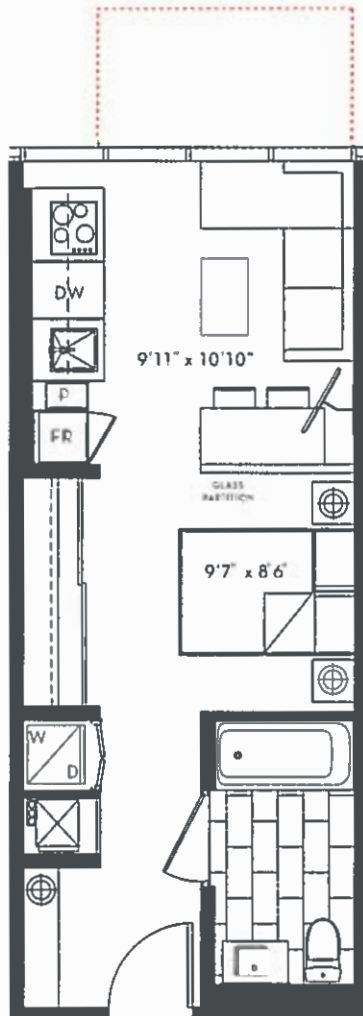 DW
9'11" x 10'10"
P
FR
GLASS
PARTITION
9'7" x 8'6"
W
D